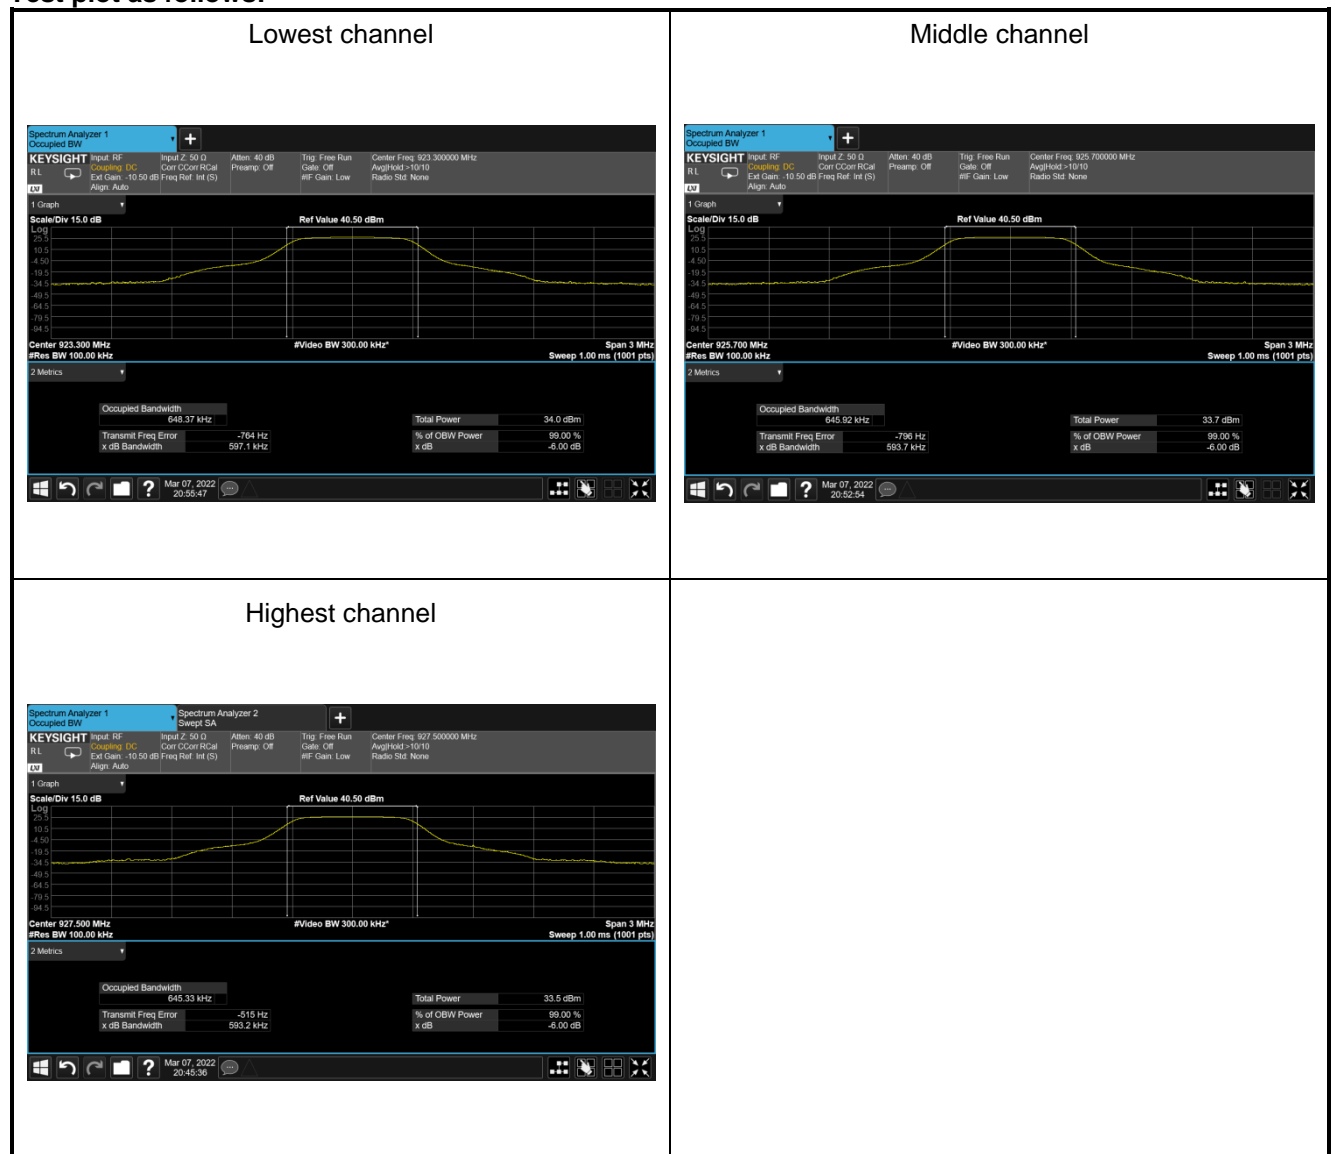 Test plot as follows:
Lowest channel
Spectrum Analyzer 1
Occupied BW
KEYSIGHT
RL
LXI
Input: RF
Coupling: DC
Ext Gain: -10.50 dB
Align: Auto
Input Z: 50 Ω
Corr CCorr RCal
Freq Ref: Int (S)
Atten: 40 dB
Preamp: Off
Trig: Free Run
Gate: Off
#IF Gain: Low
Center Freq: 923.300000 MHz
Avg|Hold:>10/10
Radio Std: None
1 Graph
Scale/Div 15.0 dB
Ref Value 40.50 dBm
Log
25.5
10.5
-4.50
-19.5
-34.5
-49.5
-64.5
-79.5
-94.5
Center 923.300 MHz
#Video BW 300.00 kHz*
Span 3 MHz
#Res BW 100.00 kHz
Sweep 1.00 ms (1001 pts)
2 Metrics
Occupied Bandwidth
648.37 kHz
Total Power 34.0 dBm
Transmit Freq Error -764 Hz
% of OBW Power 99.00 %
x dB Bandwidth 597.1 kHz
x dB -6.00 dB
?
Mar 07, 2022
20:55:47
Middle channel
Spectrum Analyzer 1
Occupied BW
KEYSIGHT
RL
LXI
Input: RF
Coupling: DC
Ext Gain: -10.50 dB
Align: Auto
Input Z: 50 Ω
Corr CCorr RCal
Freq Ref: Int (S)
Atten: 40 dB
Preamp: Off
Trig: Free Run
Gate: Off
#IF Gain: Low
Center Freq: 925.700000 MHz
Avg|Hold:>10/10
Radio Std: None
1 Graph
Scale/Div 15.0 dB
Ref Value 40.50 dBm
Log
25.5
10.5
-4.50
-19.5
-34.5
-49.5
-64.5
-79.5
-94.5
Center 925.700 MHz
#Video BW 300.00 kHz*
Span 3 MHz
#Res BW 100.00 kHz
Sweep 1.00 ms (1001 pts)
2 Metrics
Occupied Bandwidth
645.92 kHz
Total Power 33.7 dBm
Transmit Freq Error -796 Hz
% of OBW Power 99.00 %
x dB Bandwidth 593.7 kHz
x dB -6.00 dB
?
Mar 07, 2022
20:52:54
Highest channel
Spectrum Analyzer 1
Occupied BW
Spectrum Analyzer 2
Swept SA
KEYSIGHT
RL
LXI
Input: RF
Coupling: DC
Ext Gain: -10.50 dB
Align: Auto
Input Z: 50 Ω
Corr CCorr RCal
Freq Ref: Int (S)
Atten: 40 dB
Preamp: Off
Trig: Free Run
Gate: Off
#IF Gain: Low
Center Freq: 927.500000 MHz
Avg|Hold:>10/10
Radio Std: None
1 Graph
Scale/Div 15.0 dB
Ref Value 40.50 dBm
Log
25.5
10.5
-4.50
-19.5
-34.5
-49.5
-64.5
-79.5
-94.5
Center 927.500 MHz
#Video BW 300.00 kHz*
Span 3 MHz
#Res BW 100.00 kHz
Sweep 1.00 ms (1001 pts)
2 Metrics
Occupied Bandwidth
645.33 kHz
Total Power 33.5 dBm
Transmit Freq Error -515 Hz
% of OBW Power 99.00 %
x dB Bandwidth 593.2 kHz
x dB -6.00 dB
?
Mar 07, 2022
20:45:36